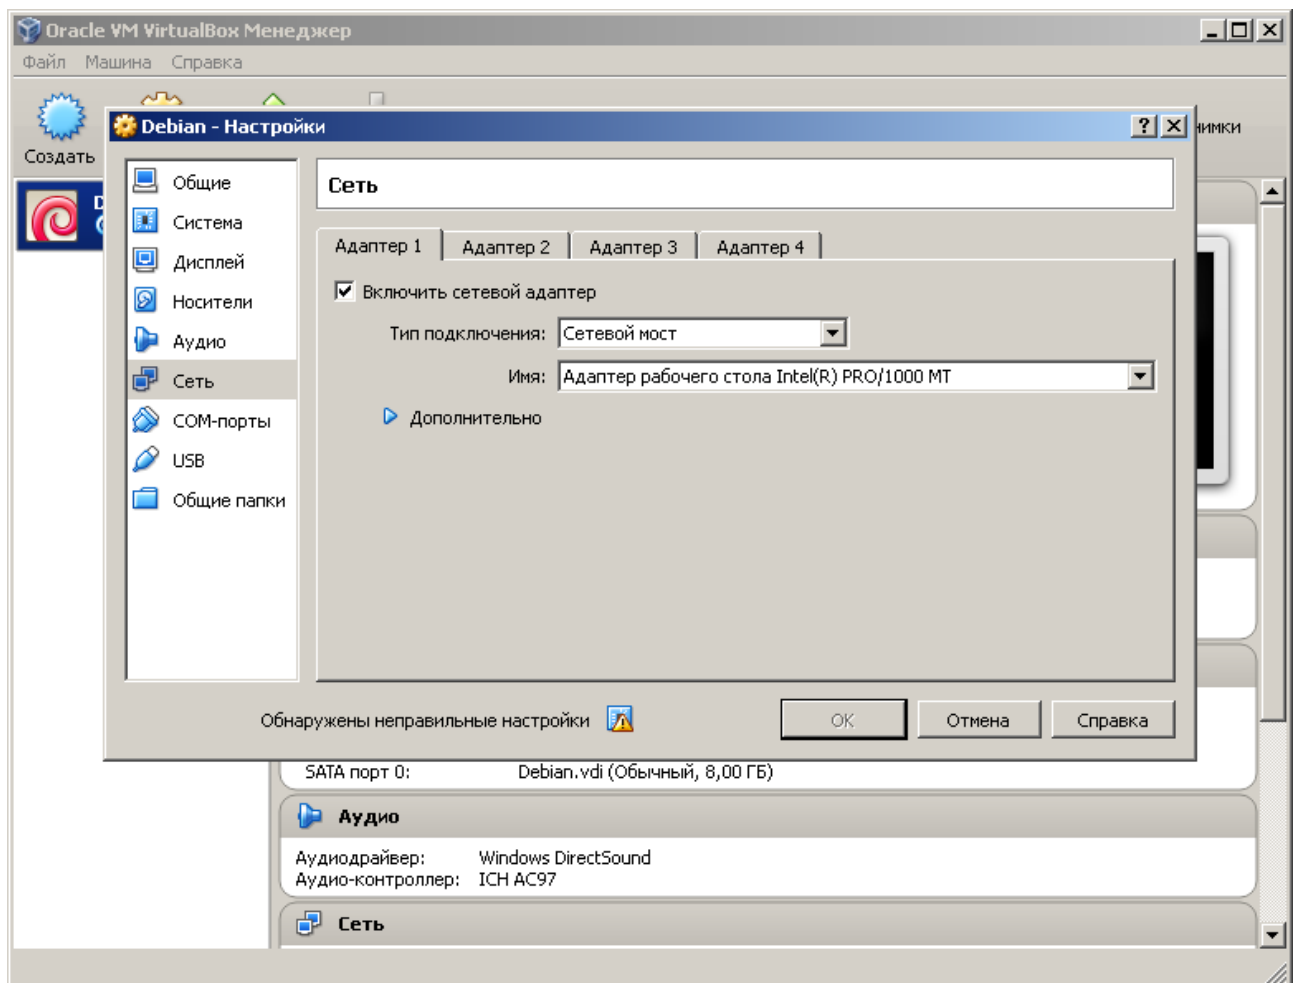 Oracle VM VirtualBox Менеджер
Файл Машина Справка
Создать
Debian - Настройки
Общие
Система
Дисплей
Носители
Аудио
Сеть
COM-порты
USB
Общие папки
Сеть
Адаптер 1 Адаптер 2 Адаптер 3 Адаптер 4
Включить сетевой адаптер
Тип подключения: Сетевой мост
Имя: Адаптер рабочего стола Intel(R) PRO/1000 MT
Дополнительно
Обнаружены неправильные настройки
OK Отмена Справка
SATA порт 0: Debian.vdi (Обычный, 8,00 ГБ)
Аудио
Аудиодрайвер: Windows DirectSound
Аудио-контроллер: ICH AC97
Сеть